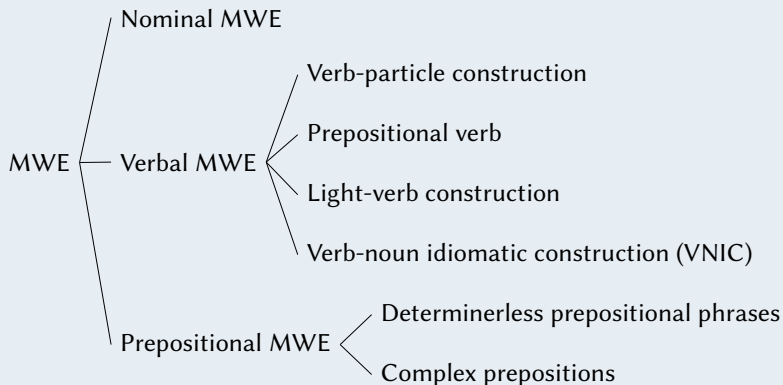 Nominal MWE
Verb-particle construction
Prepositional verb
MWE
Verbal MWE
Light-verb construction
Verb-noun idiomatic construction (VNIC)
Determinerless prepositional phrases
Prepositional MWE
Complex prepositions